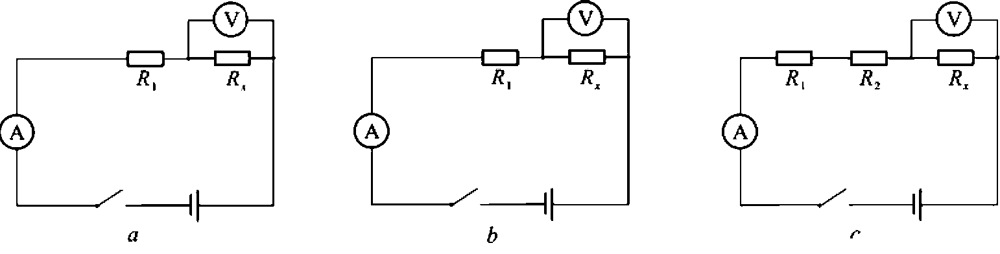 V V V
R₁ Rₓ R₁ Rₓ R₁ R₂ Rₓ
A A A
a b c